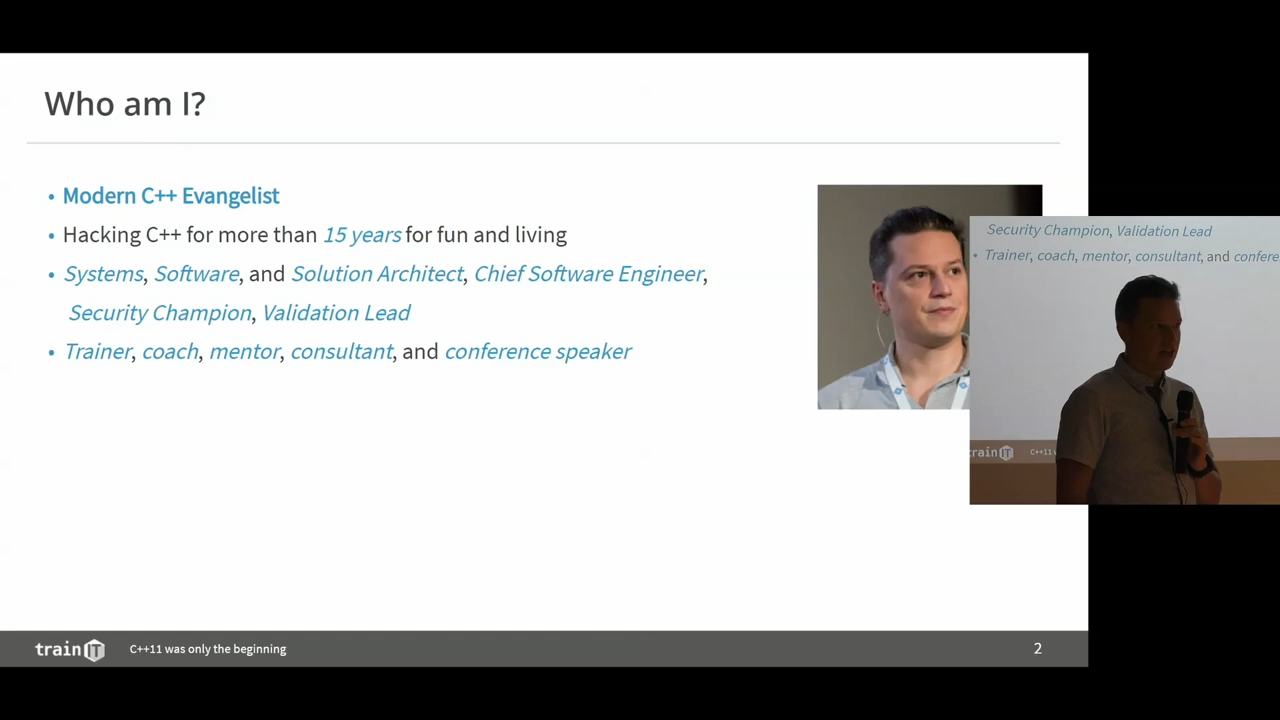 Who am I?
• Modern C++ Evangelist
• Hacking C++ for more than 15 years for fun and living
• Systems, Software, and Solution Architect, Chief Software Engineer,
Security Champion, Validation Lead
• Trainer, coach, mentor, consultant, and conference speaker
Security Champion, Validation Lead
• Trainer, coach, mentor, consultant, and confere
train IT
C++11 was only the beginning
2